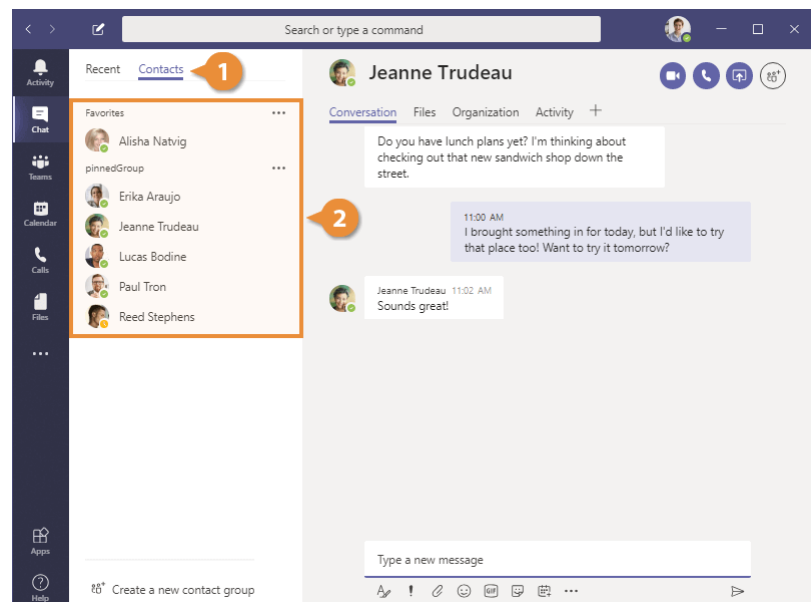 Search or type a command
Activity
Chat
Teams
Calendar
Calls
Files
Apps
Help
Recent Contacts
1
Favorites
Alisha Natvig
pinnedGroup
Erika Araujo
Jeanne Trudeau
Lucas Bodine
Paul Tron
Reed Stephens
2
Create a new contact group
Jeanne Trudeau
Conversation Files Organization Activity
Do you have lunch plans yet? I'm thinking about
checking out that new sandwich shop down the
street.
11:00 AM
I brought something in for today, but I'd like to try
that place too! Want to try it tomorrow?
Jeanne Trudeau 11:02 AM
Sounds great!
Type a new message
GIF